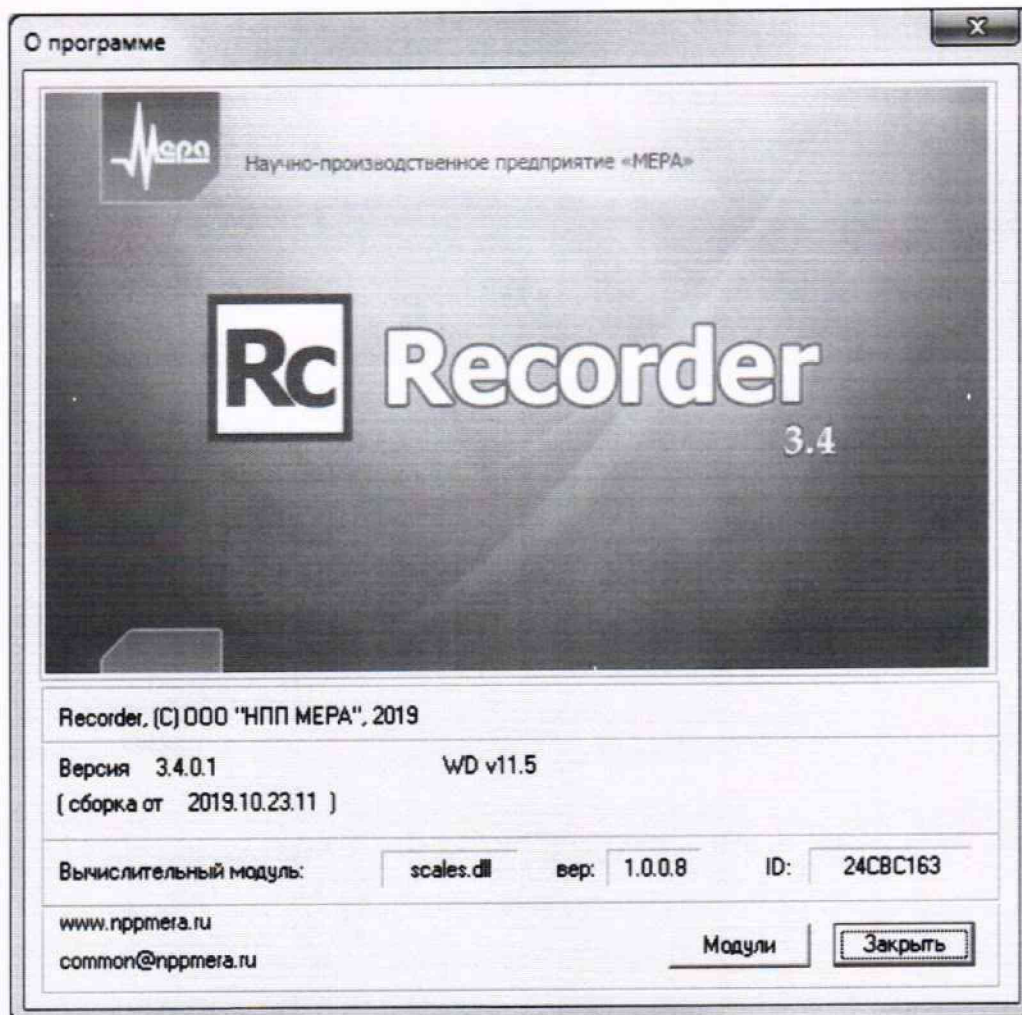 О программе
Мера
Научно-производственное предприятие «МЕРА»
Rc Recorder
3.4
Recorder, (C) ООО "НПП МЕРА", 2019
Версия 3.4.0.1 WD v11.5
( сборка от 2019.10.23.11 )
Вычислительный модуль: scales.dll вер: 1.0.0.8 ID: 24CBC163
www.nppmera.ru
common@nppmera.ru
Модули Закрыть